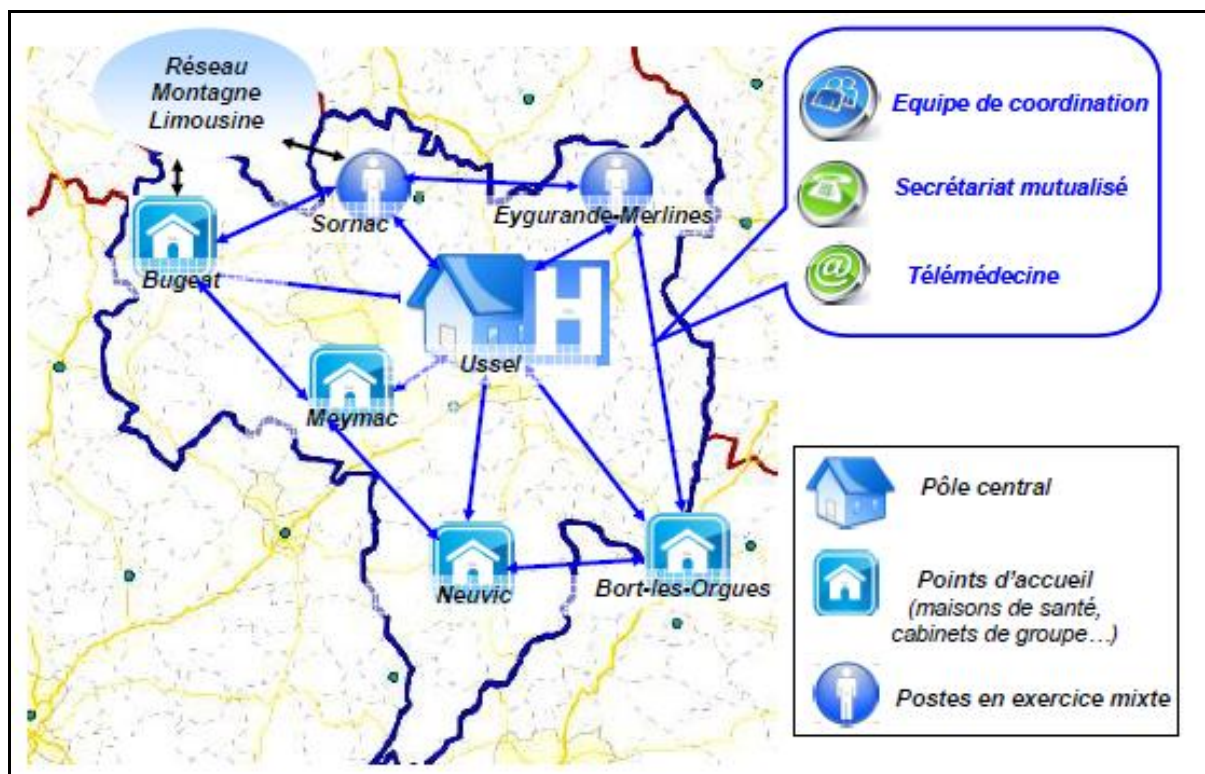 Réseau
Montagne
Limousine
Equipe de coordination
Secrétariat mutualisé
Télémédecine
Sornac
Eygurande-Merlines
Bugeat
H
Ussel
Meymac
Neuvic
Bort-les-Orgues
Pôle central
Points d'accueil
(maisons de santé,
cabinets de groupe…)
Postes en exercice mixte
@